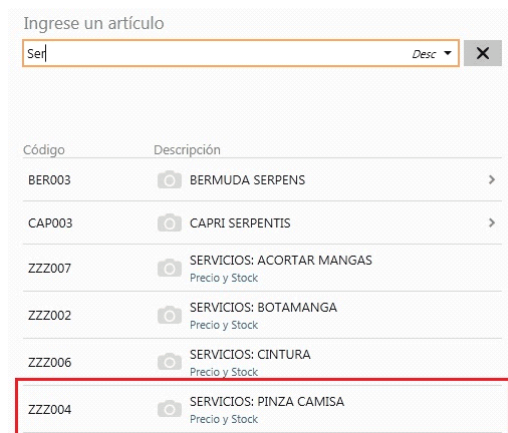 Ingrese un artículo
Ser Desc
Código Descripción
BER003 BERMUDA SERPENS
CAP003 CAPRI SERPENTIS
ZZZ007 SERVICIOS: ACORTAR MANGAS
Precio y Stock
ZZZ002 SERVICIOS: BOTAMANGA
Precio y Stock
ZZZ006 SERVICIOS: CINTURA
Precio y Stock
ZZZ004 SERVICIOS: PINZA CAMISA
Precio y Stock